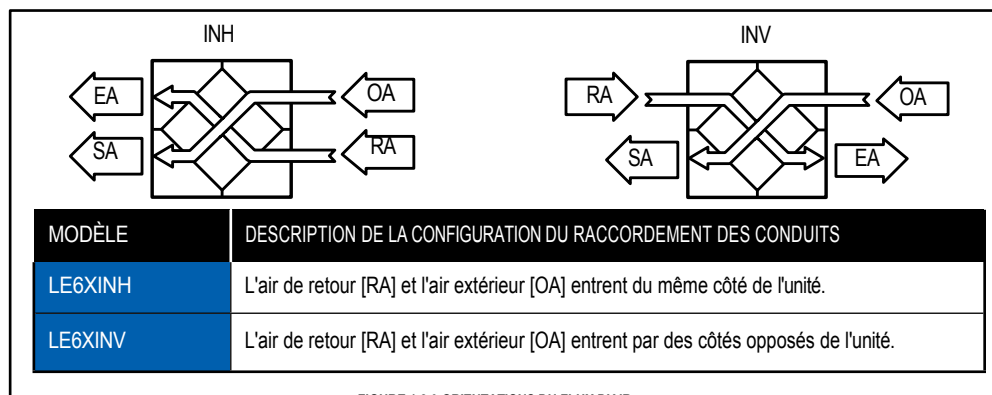 INH
INV
EA
OA
SA
RA
RA
OA
SA
EA
MODÈLE
DESCRIPTION DE LA CONFIGURATION DU RACCORDEMENT DES CONDUITS
LE6XINH
L'air de retour [RA] et l'air extérieur [OA] entrent du même côté de l'unité.
LE6XINV
L'air de retour [RA] et l'air extérieur [OA] entrent par des côtés opposés de l'unité.